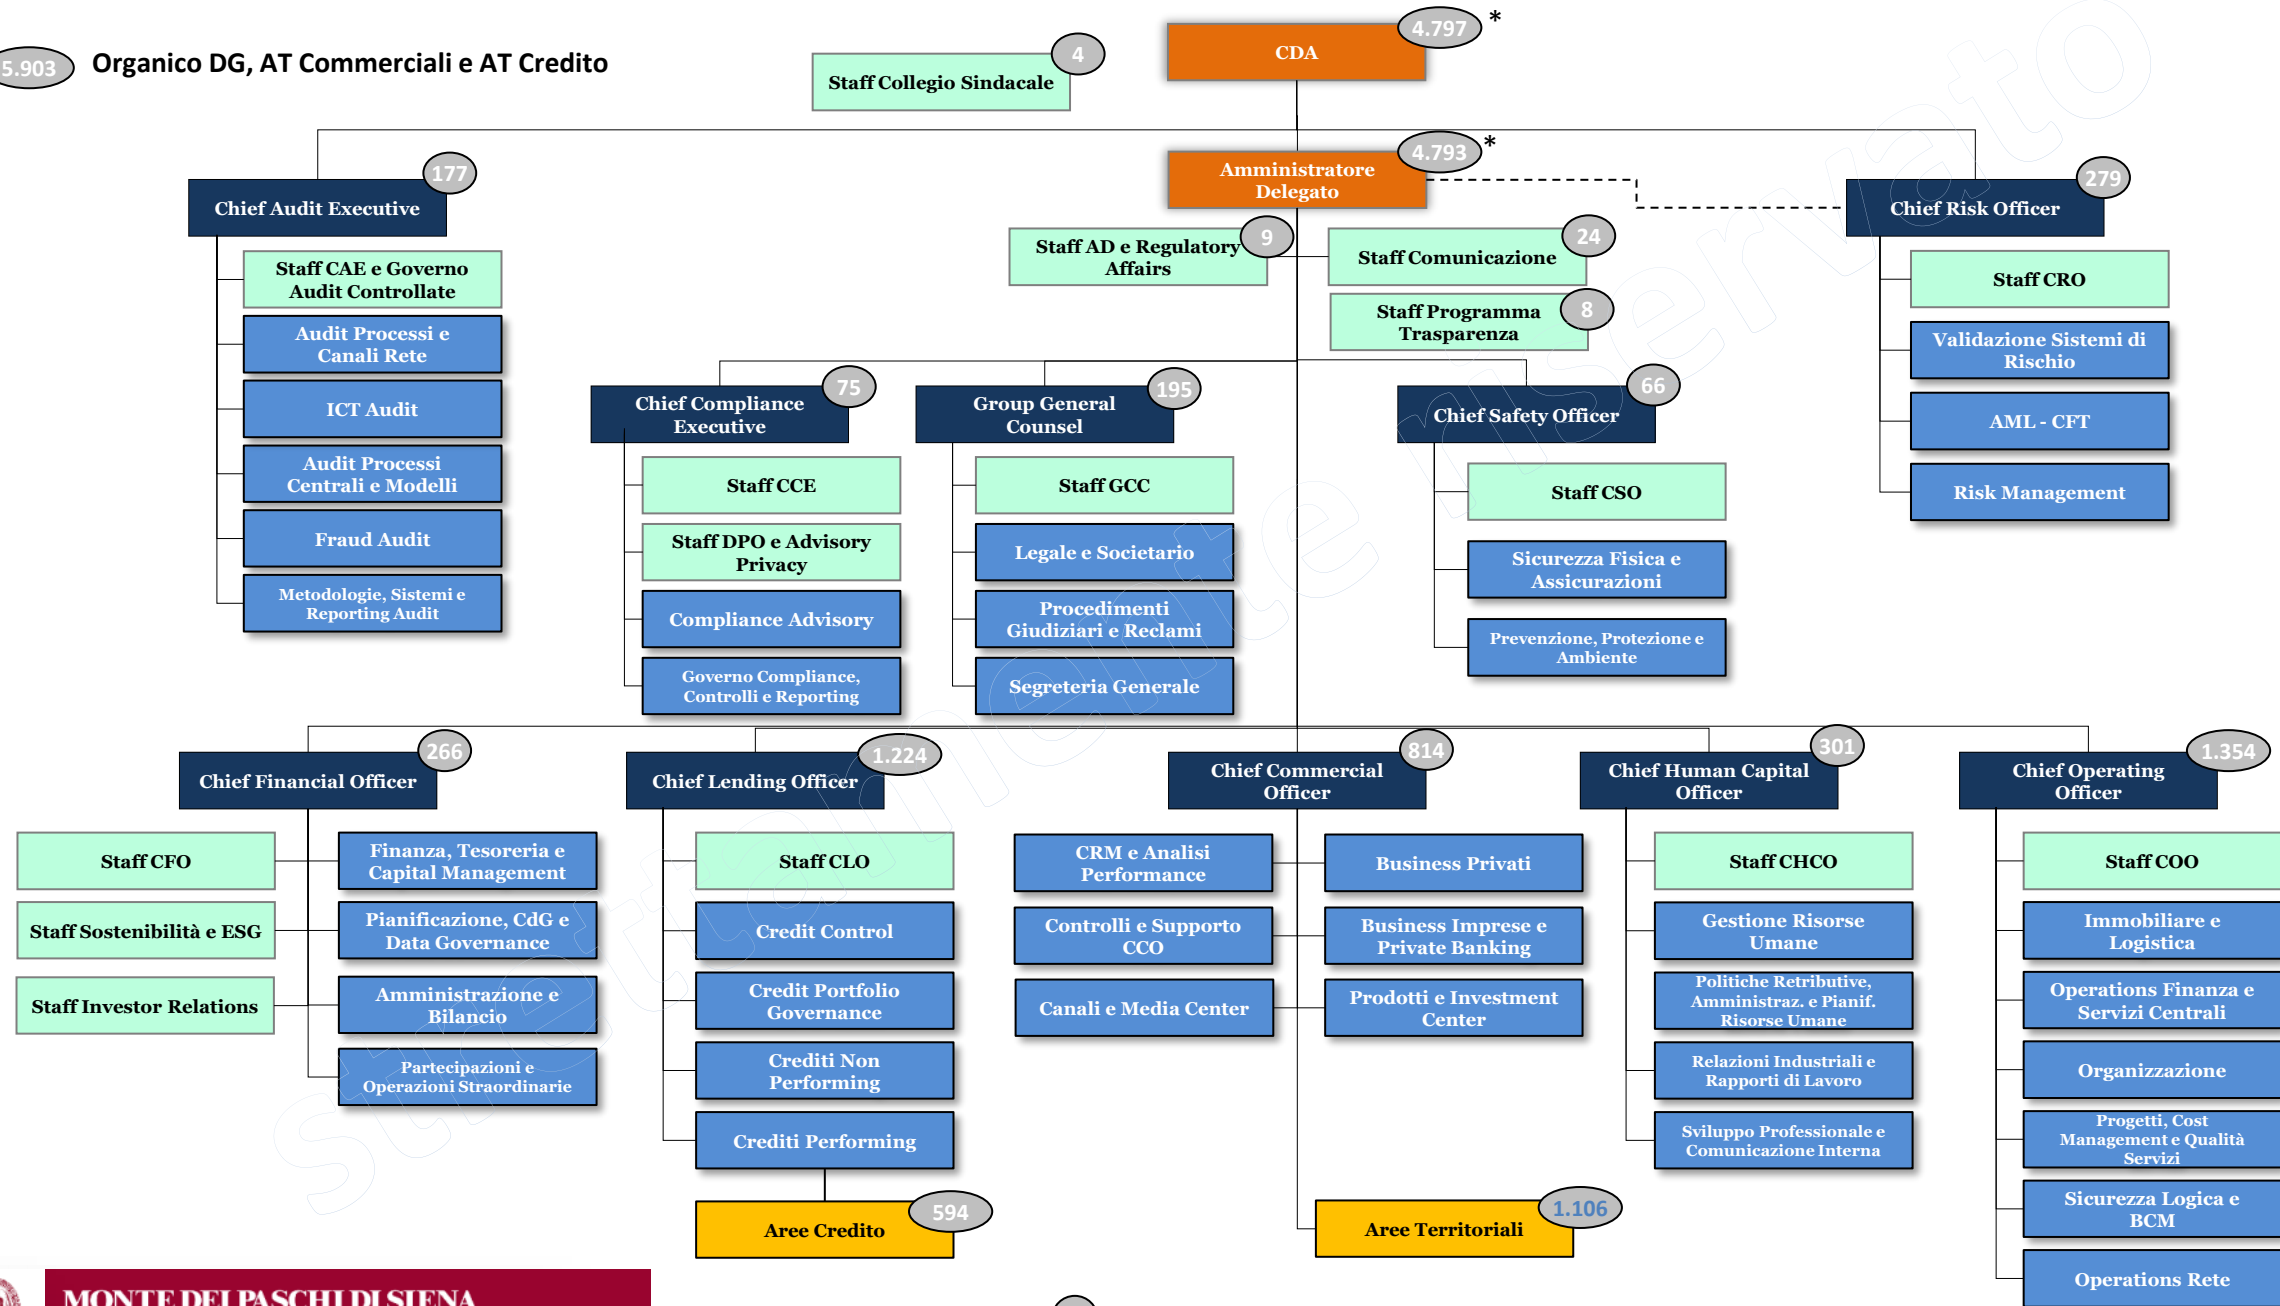 5.903
Organico DG, AT Commerciali e AT Credito
Staff Collegio Sindacale
4
CDA
4.797
*
Amministratore
Delegato
4.793
*
Chief Audit Executive
177
Chief Risk Officer
279
Staff AD e Regulatory
Affairs
9
Staff Comunicazione
24
Staff Programma
Trasparenza
8
Staff CAE e Governo
Audit Controllate
Audit Processi e
Canali Rete
ICT Audit
Audit Processi
Centrali e Modelli
Fraud Audit
Metodologie, Sistemi e
Reporting Audit
Staff CRO
Validazione Sistemi di
Rischio
AML - CFT
Risk Management
Chief Compliance
Executive
75
Staff CCE
Staff DPO e Advisory
Privacy
Compliance Advisory
Governo Compliance,
Controlli e Reporting
Group General
Counsel
195
Staff GCC
Legale e Societario
Procedimenti
Giudiziari e Reclami
Segreteria Generale
Chief Safety Officer
66
Staff CSO
Sicurezza Fisica e
Assicurazioni
Prevenzione, Protezione e
Ambiente
Chief Financial Officer
266
Staff CFO
Staff Sostenibilità e ESG
Staff Investor Relations
Finanza, Tesoreria e
Capital Management
Pianificazione, CdG e
Data Governance
Amministrazione e
Bilancio
Partecipazioni e
Operazioni Straordinarie
Chief Lending Officer
1.224
Staff CLO
Credit Control
Credit Portfolio
Governance
Crediti Non
Performing
Crediti Performing
Aree Credito
594
Chief Commercial
Officer
814
CRM e Analisi
Performance
Controlli e Supporto
CCO
Canali e Media Center
Business Privati
Business Imprese e
Private Banking
Prodotti e Investment
Center
Aree Territoriali
1.106
Chief Human Capital
Officer
301
Staff CHCO
Gestione Risorse
Umane
Politiche Retributive,
Amministraz. e Pianif.
Risorse Umane
Relazioni Industriali e
Rapporti di Lavoro
Sviluppo Professionale e
Comunicazione Interna
Chief Operating
Officer
1.354
Staff COO
Immobiliare e
Logistica
Operations Finanza e
Servizi Centrali
Organizzazione
Progetti, Cost
Management e Qualità
Servizi
Sicurezza Logica e
BCM
Operations Rete
strettamente riservato
MONTE DEI PASCHI DI SIENA